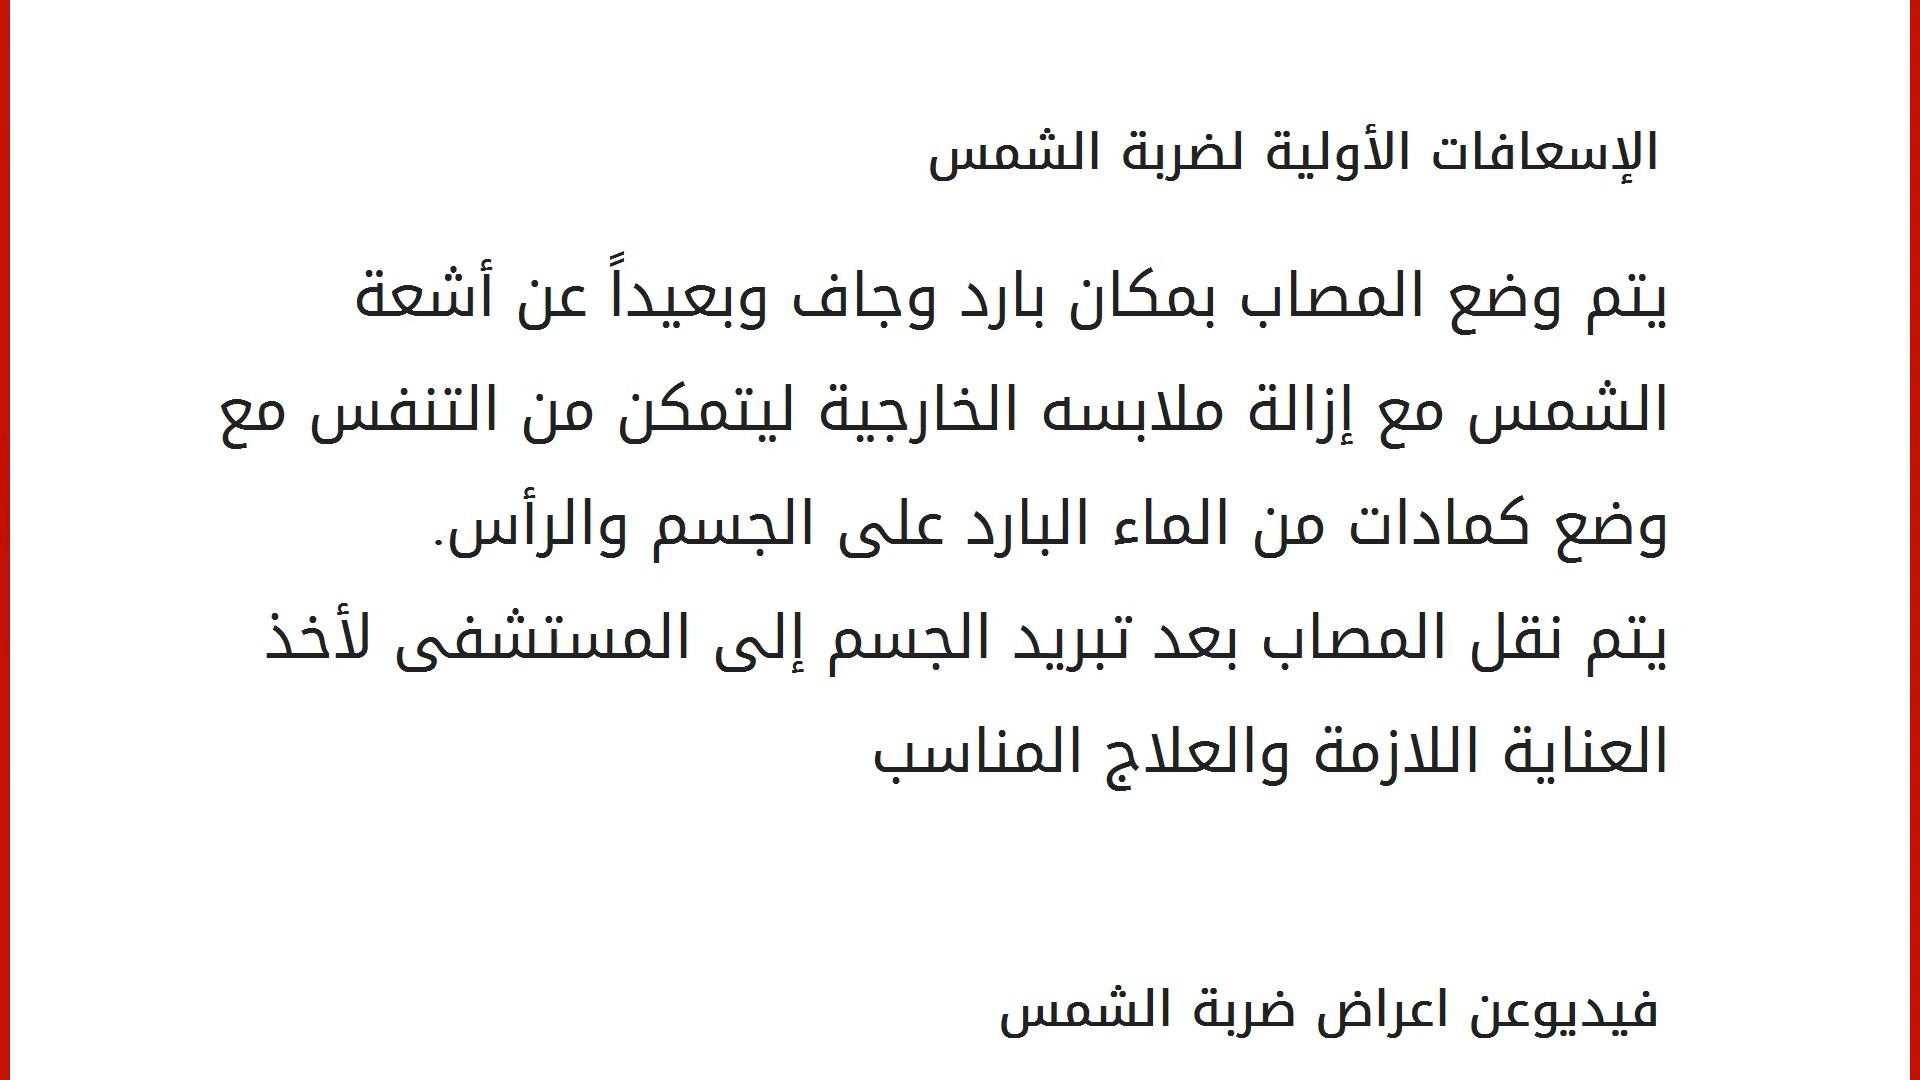 الإسعافات الأولية لضربة الشمس
يتم وضع المصاب بمكان بارد وجاف وبعيداً عن أشعة
الشمس مع إزالة ملابسه الخارجية ليتمكن من التنفس مع
وضع كمادات من الماء البارد على الجسم والرأس.
يتم نقل المصاب بعد تبريد الجسم إلى المستشفى لأخذ
العناية اللازمة والعلاج المناسب
فيديوعن اعراض ضربة الشمس